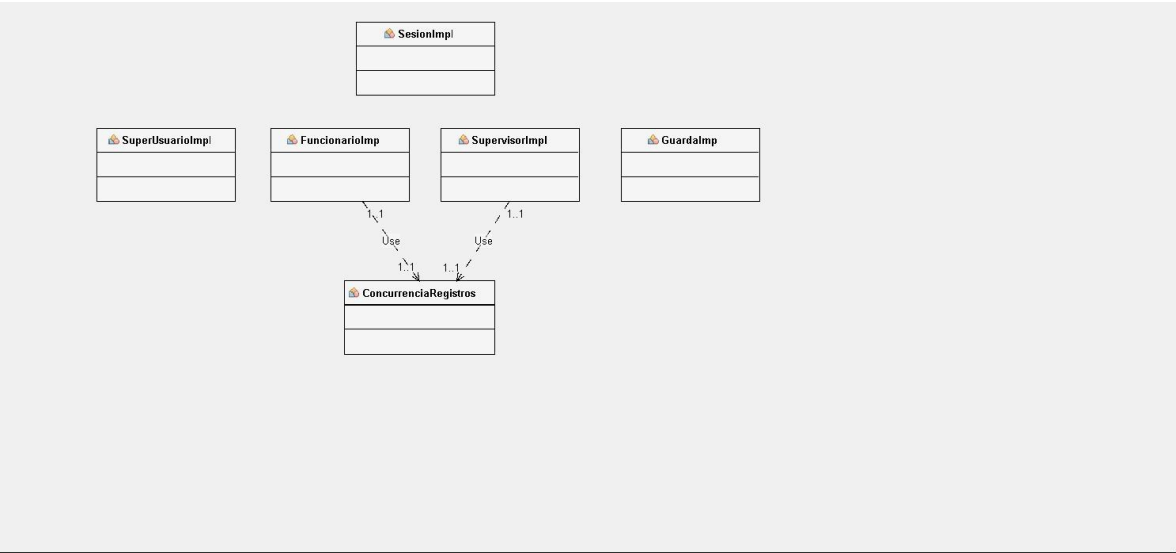 SesionImpl
SuperUsuarioImpl
FuncionarioImp
SupervisorImpl
GuardaImp
1..1
1..1
Use
Use
1..1
1..1
ConcurrenciaRegistros